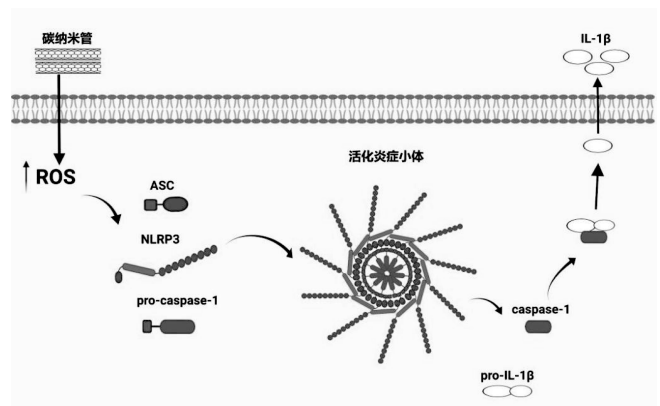 碳纳米管
IL-1β
活化炎症小体
ROS
ASC
NLRP3
pro-caspase-1
caspase-1
pro-IL-1β